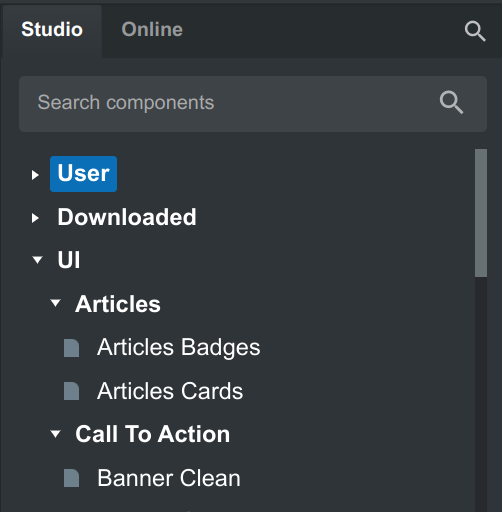 Studio Online
Search components
User
Downloaded
UI
Articles
Articles Badges
Articles Cards
Call To Action
Banner Clean